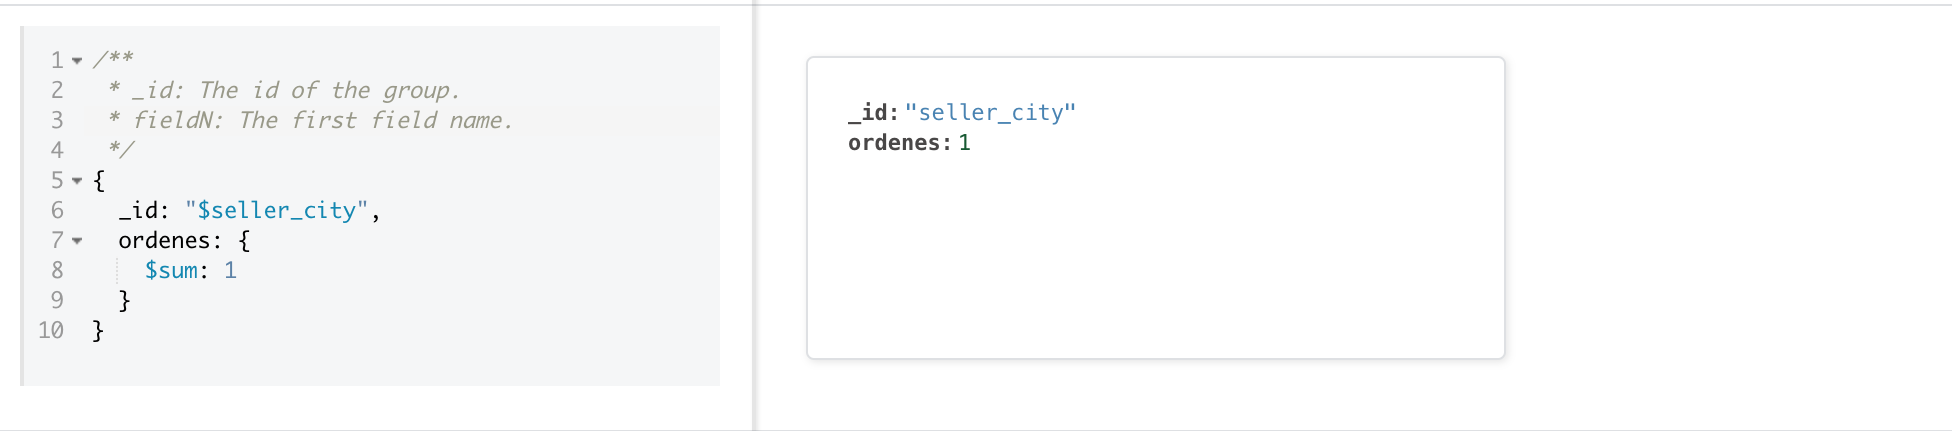 1 /**
2 * _id: The id of the group.
3 * fieldN: The first field name.
4 */
5 {
6 _id: "$seller_city",
7 ordenes: {
8 $sum: 1
9 }
10 }
_id: "seller_city"
ordenes: 1